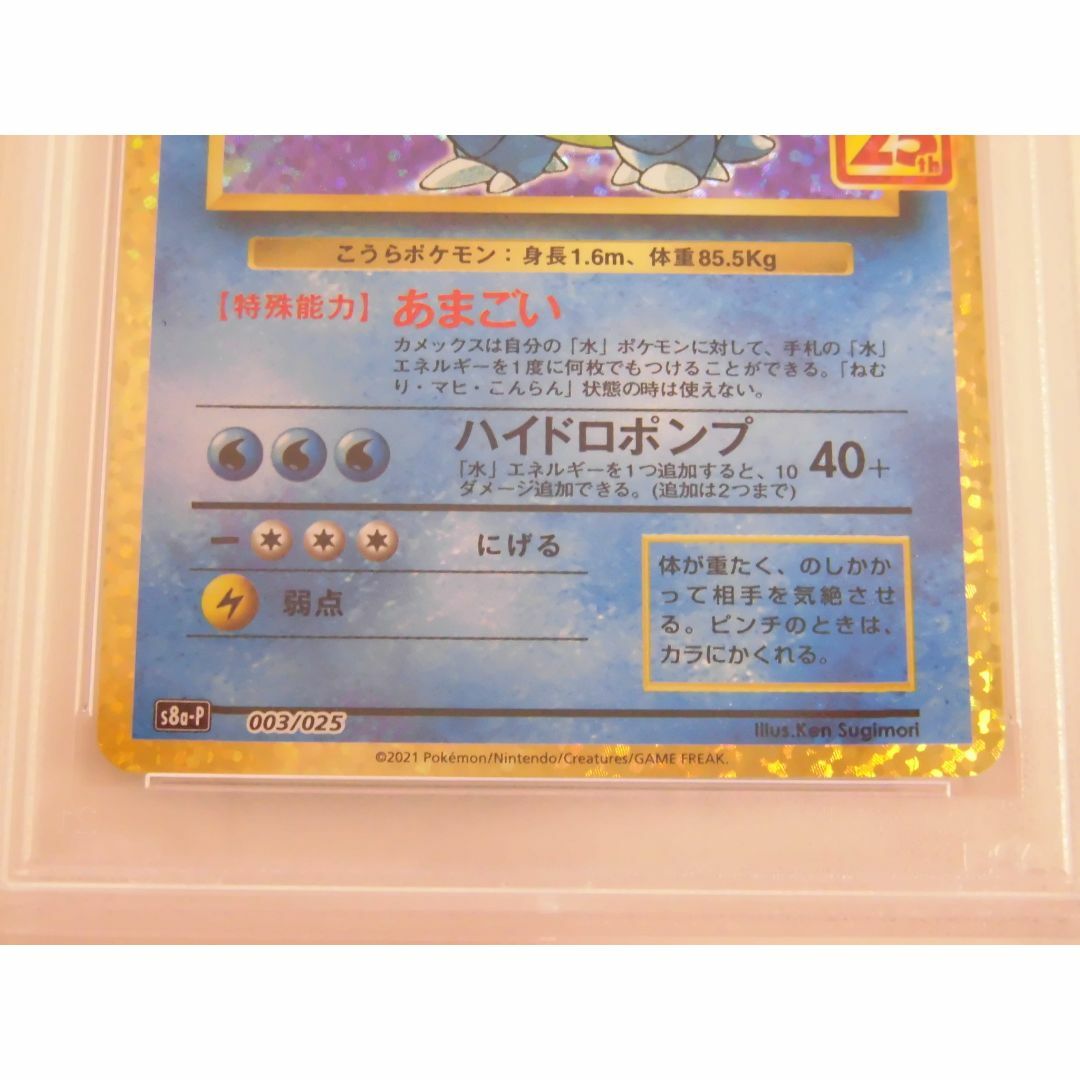 25th
こうらポケモン：身長1.6m、体重85.5Kg
【特殊能力】 あまごい
カメックスは自分の「水」ポケモンに対して、手札の「水」
エネルギーを1度に何枚でもつけることができる。「ねむ
り・マヒ・こんらん」状態の時は使えない。
ハイドロポンプ 40+
「水」エネルギーを1つ追加すると、10
ダメージ追加できる。(追加は2つまで)
ー にげる
弱点
体が重たく、のしかか
って相手を気絶させ
る。ピンチのときは、
カラにかくれる。
s8a-P 003/025
Illus.Ken Sugimori
©2021 Pokémon/Nintendo/Creatures/GAME FREAK.